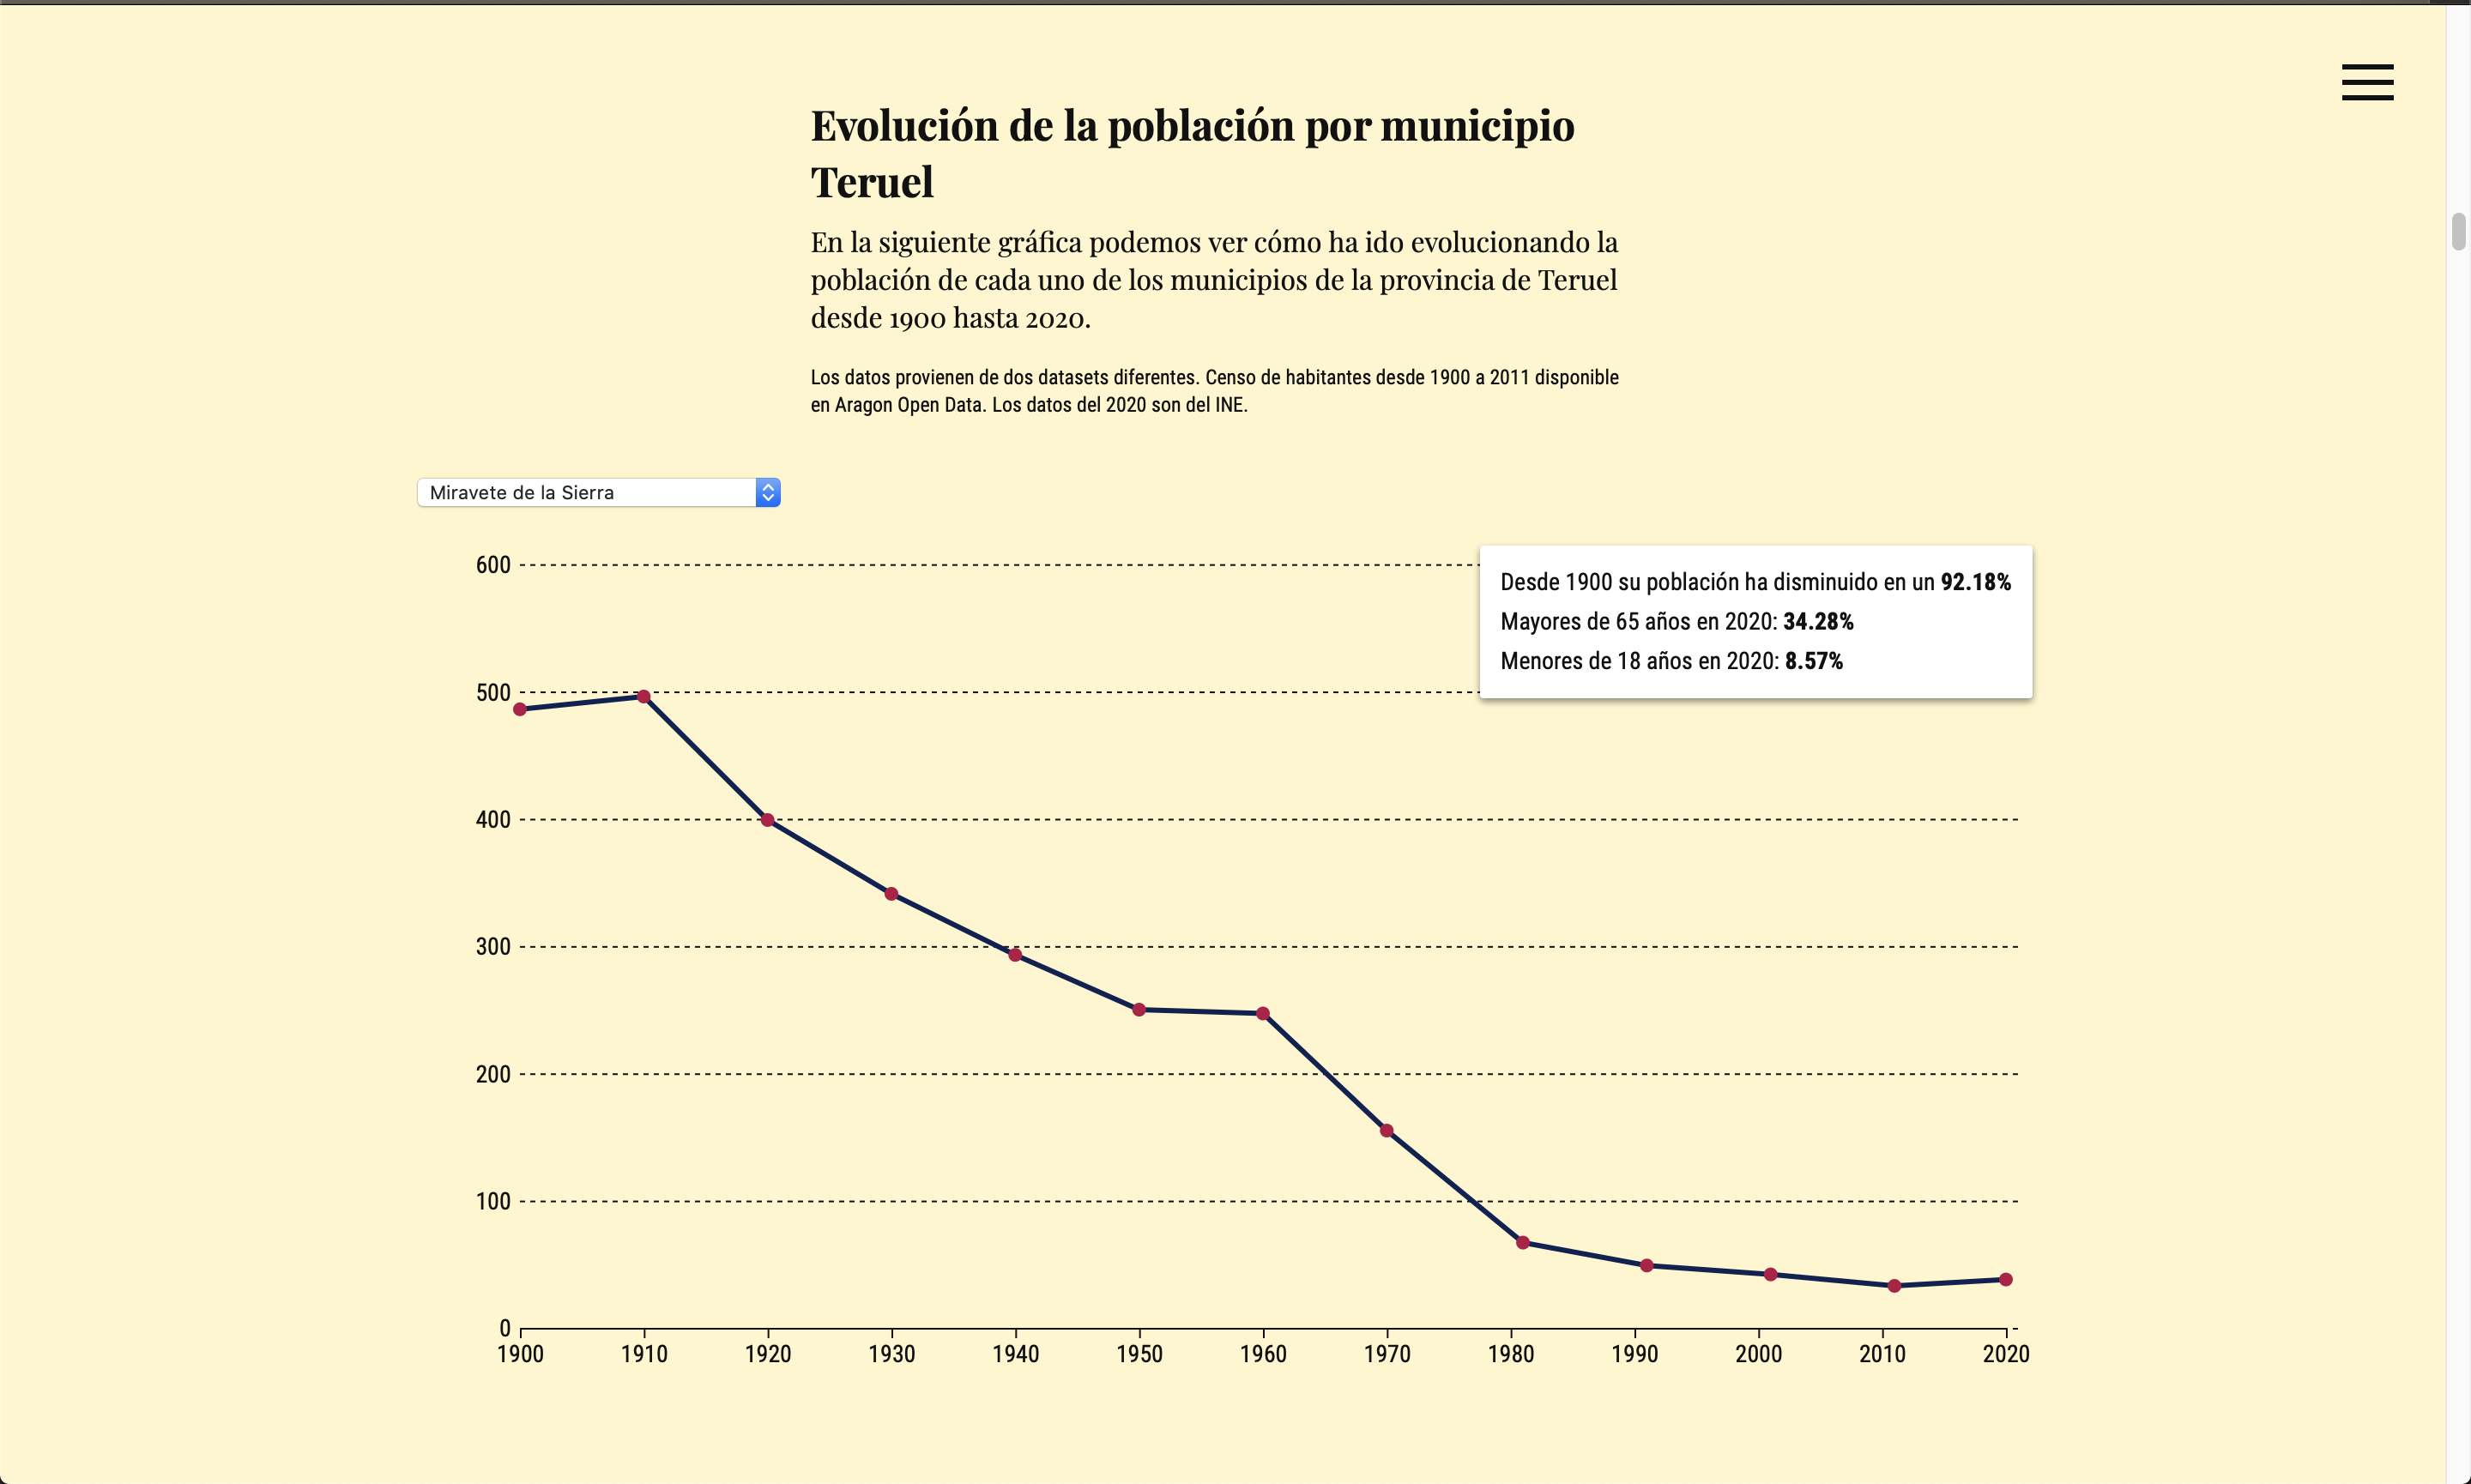 Evolución de la población por municipio
Teruel
En la siguiente gráfica podemos ver cómo ha ido evolucionando la
población de cada uno de los municipios de la provincia de Teruel
desde 1900 hasta 2020.
Los datos provienen de dos datasets diferentes. Censo de habitantes desde 1900 a 2011 disponible
en Aragon Open Data. Los datos del 2020 son del INE.
Miravete de la Sierra
Desde 1900 su población ha disminuido en un 92.18%
Mayores de 65 años en 2020: 34.28%
Menores de 18 años en 2020: 8.57%
600
500
400
300
200
100
0
1900 1910 1920 1930 1940 1950 1960 1970 1980 1990 2000 2010 2020